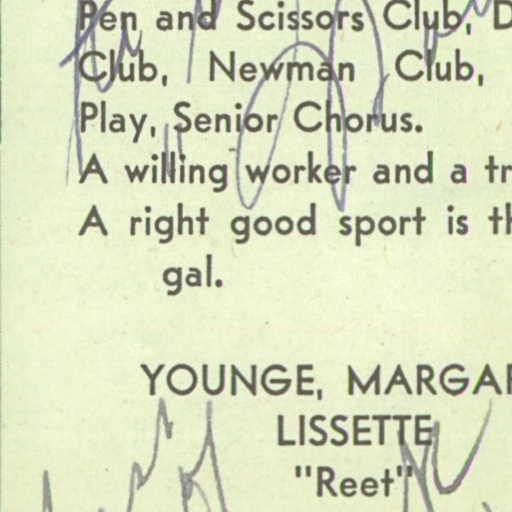 Pen and Scissors Club, D
Club, Newman Club,
Play, Senior Chorus.
A willing worker and a tr
A right good sport is th
gal.
YOUNGE, MARGAR
LISSETTE
"Reet"